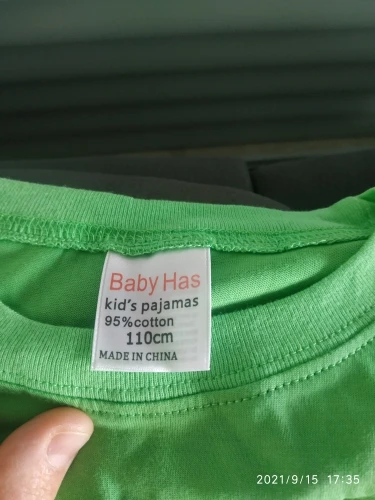 Baby Has
kid's pajamas
95%cotton
110cm
MADE IN CHINA
2021/9/15 17:35